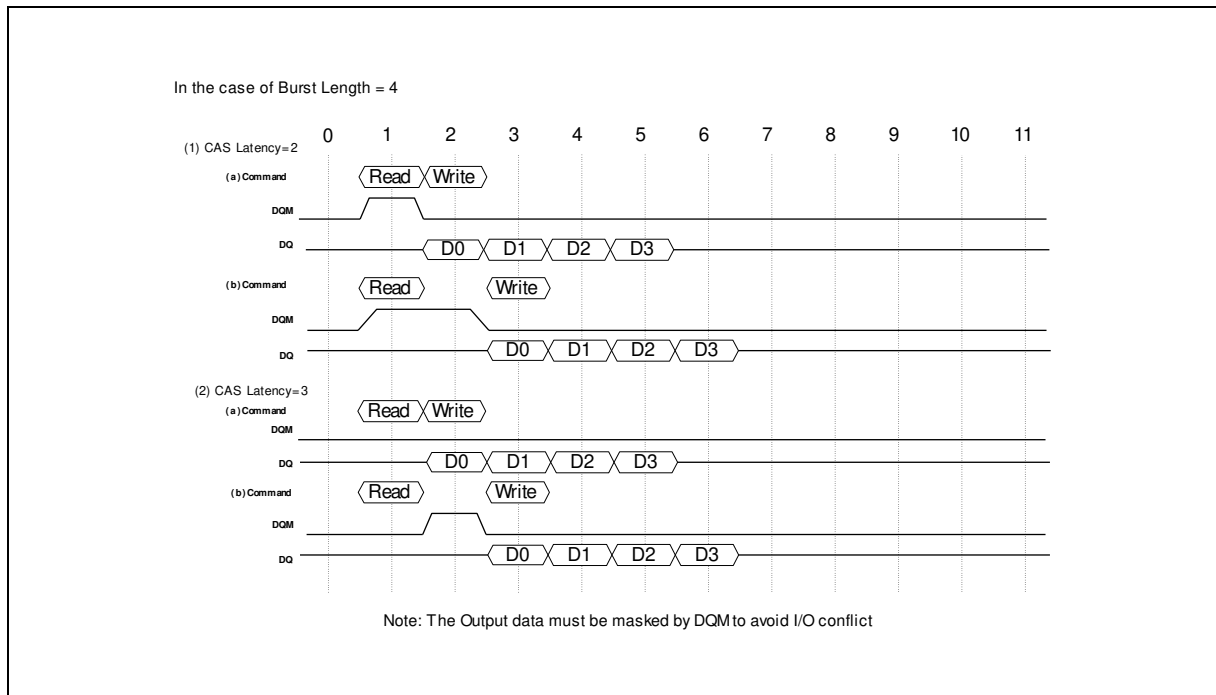 In the case of Burst Length = 4
0 1 2 3 4 5 6 7 8 9 10 11
(1) CAS Latency=2
(a) Command Read Write
DQM
DQ D0 D1 D2 D3
(b) Command Read Write
DQM
DQ D0 D1 D2 D3
(2) CAS Latency=3
(a) Command Read Write
DQM
DQ D0 D1 D2 D3
(b) Command Read Write
DQM
DQ D0 D1 D2 D3
Note: The Output data must be masked by DQM to avoid I/O conflict